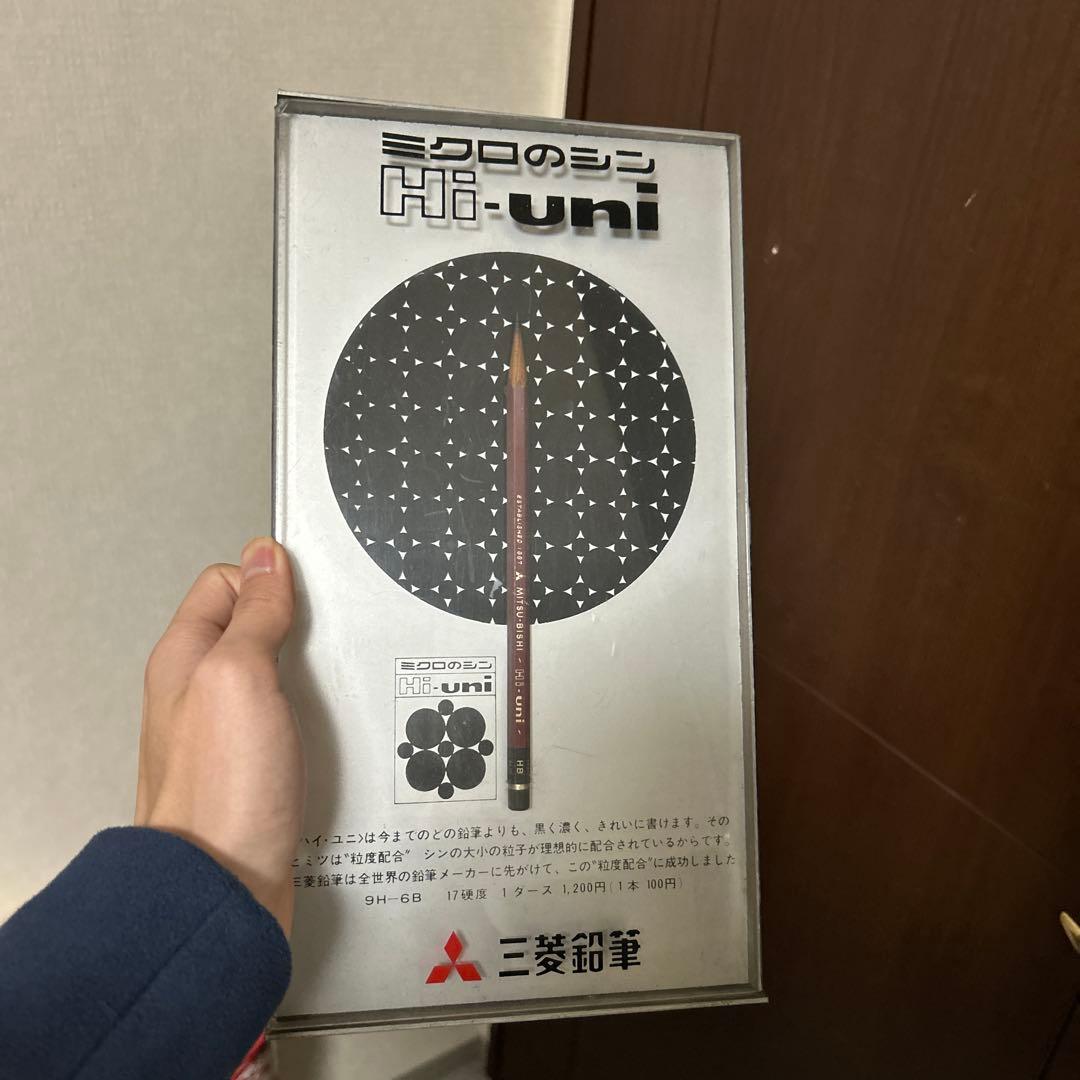 ミクロのシン
Hi-uni
ESTABLISHED 1887 MITSU-BISHI Hi-uni HB
ミクロのシン
Hi-uni
ハイ・ユニ〉は今までのどの鉛筆よりも、黒く濃く、きれいに書けます。その
ヒミツは"粒度配合" シンの大小の粒子が理想的に配合されているからです。
三菱鉛筆は全世界の鉛筆メーカーに先がけて、この"粒度配合"に成功しました
9H-6B 17硬度 1ダース 1,200円(1本 100円)
三菱鉛筆